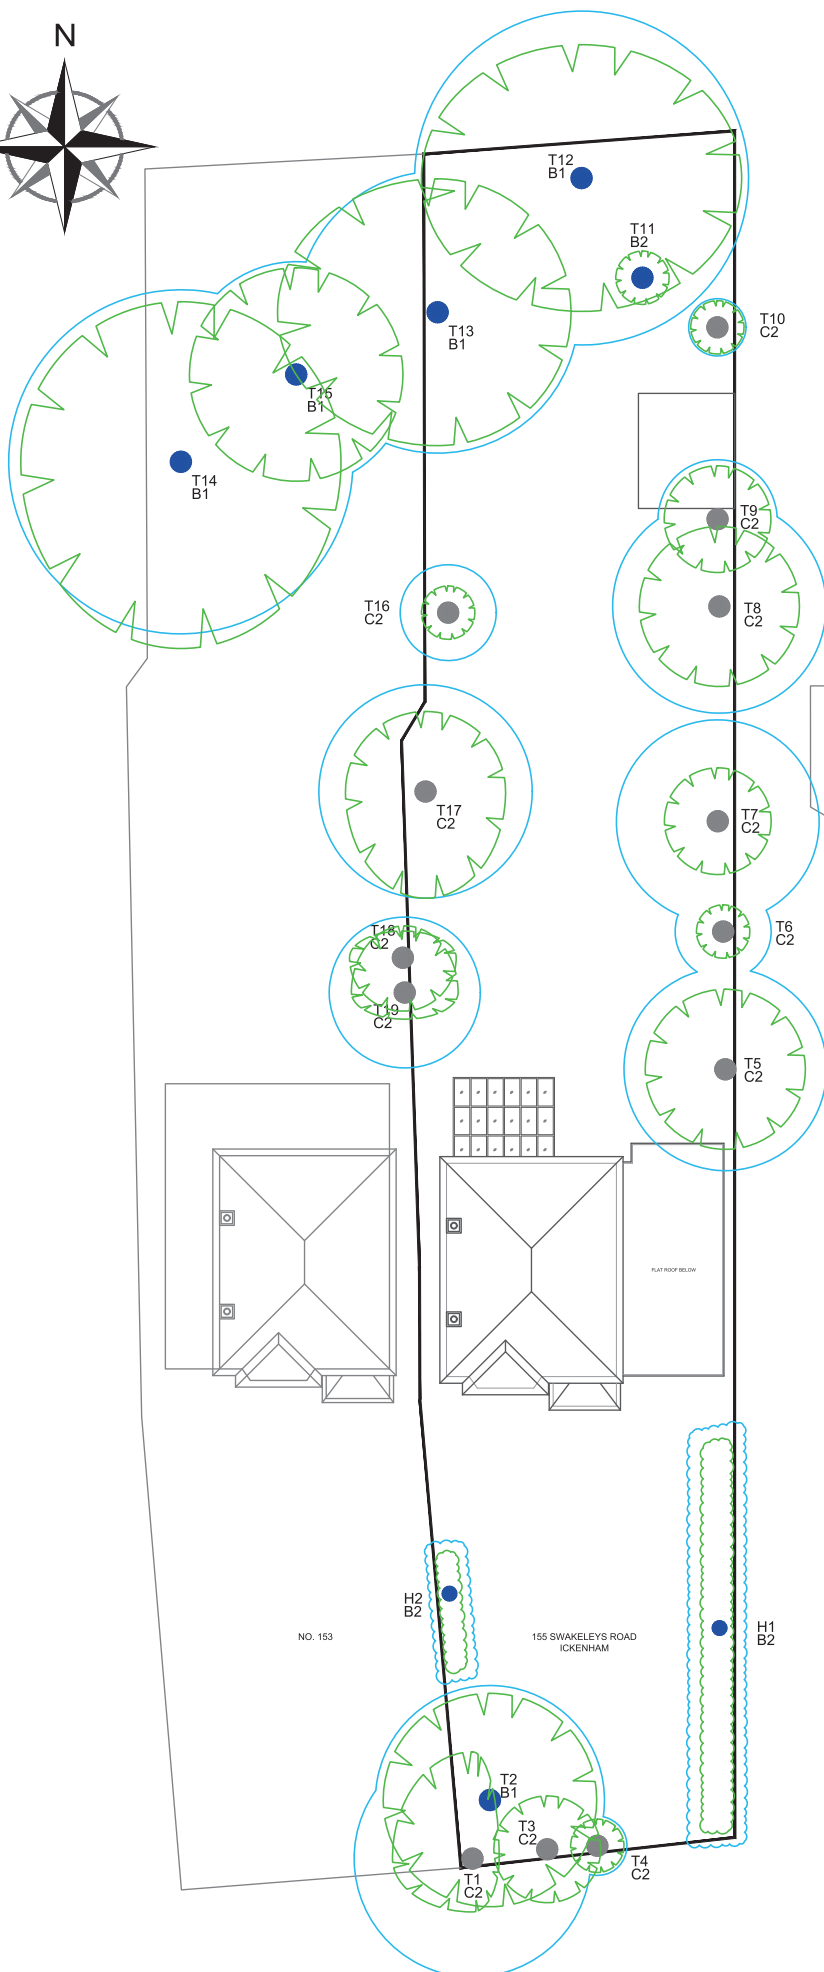 N
T12
B1
T11
B2
T10
C2
T13
B1
T15
B1
T14
B1
T9
C2
T16
C2
T8
C2
T17
C2
T7
C2
T18
C2
T6
C2
T19
C2
T5
C2
FLAT ROOF BELOW
H2
B2
H1
B2
NO. 153
155 SWAKELEYS ROAD
ICKENHAM
T2
B1
T3
C2
T4
C2
T1
C2